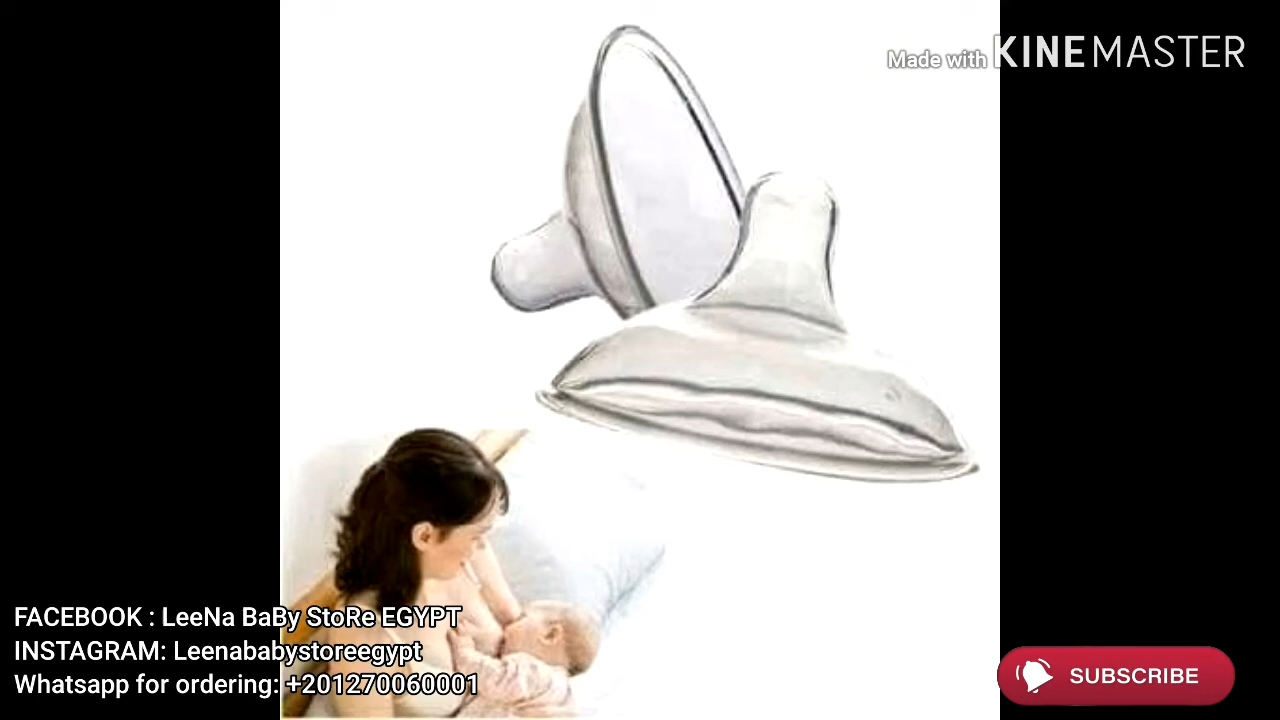 Made with KINEMASTER
FACEBOOK : LeeNa BaBy StoRe EGYPT
INSTAGRAM: Leenababystoreegypt
Whatsapp for ordering: +201270060001
SUBSCRIBE